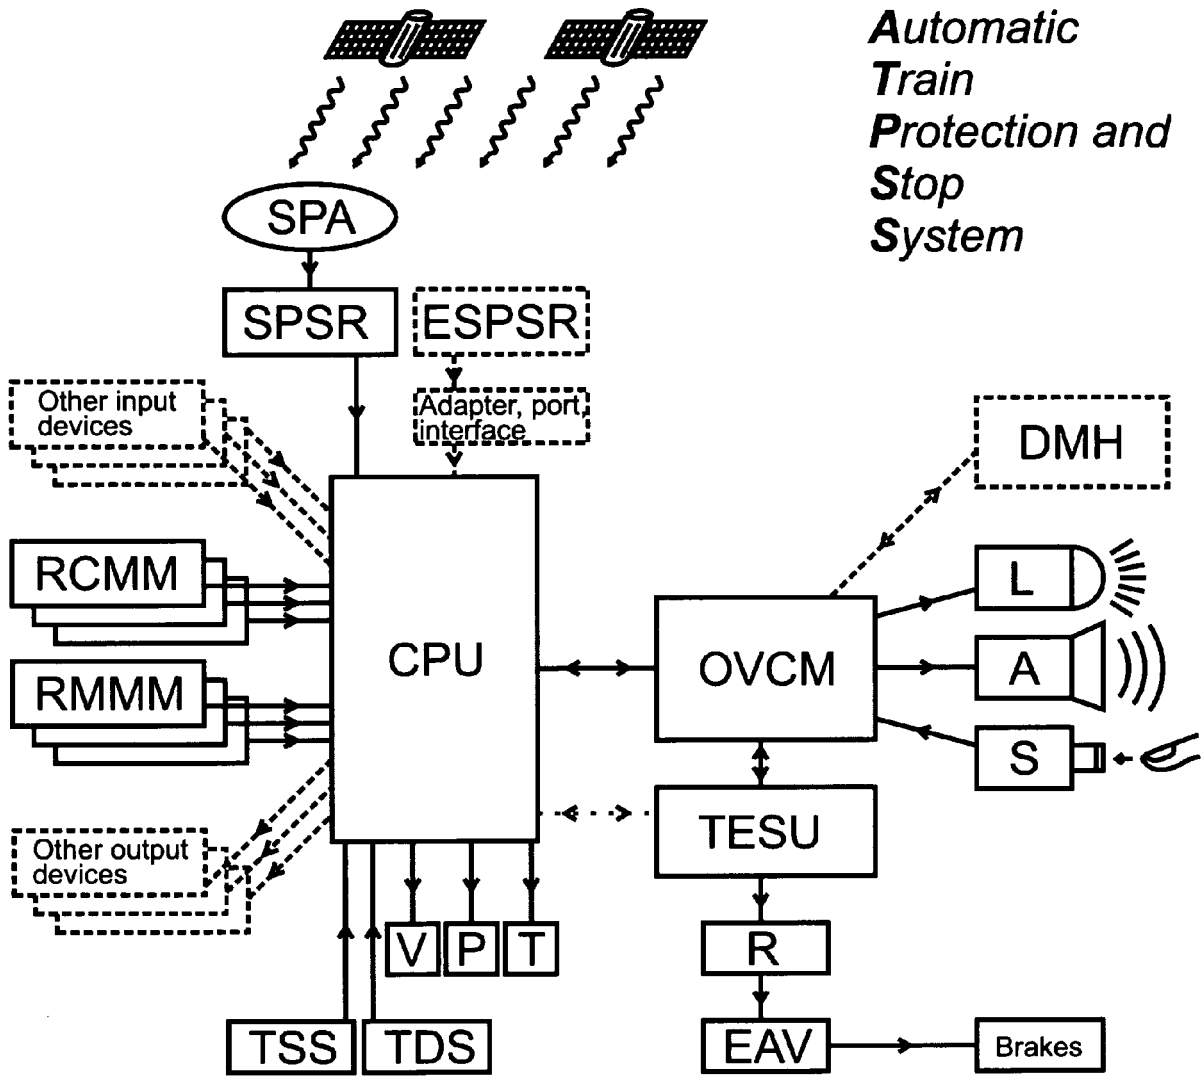 Automatic
Train
Protection and
Stop
System
SPA
SPSR
ESPSR
Other input
devices
Adapter, port,
interface
DMH
RCMM
L
CPU
OVCM
A
RMMM
S
TESU
Other output
devices
V
P
T
R
TSS
TDS
EAV
Brakes